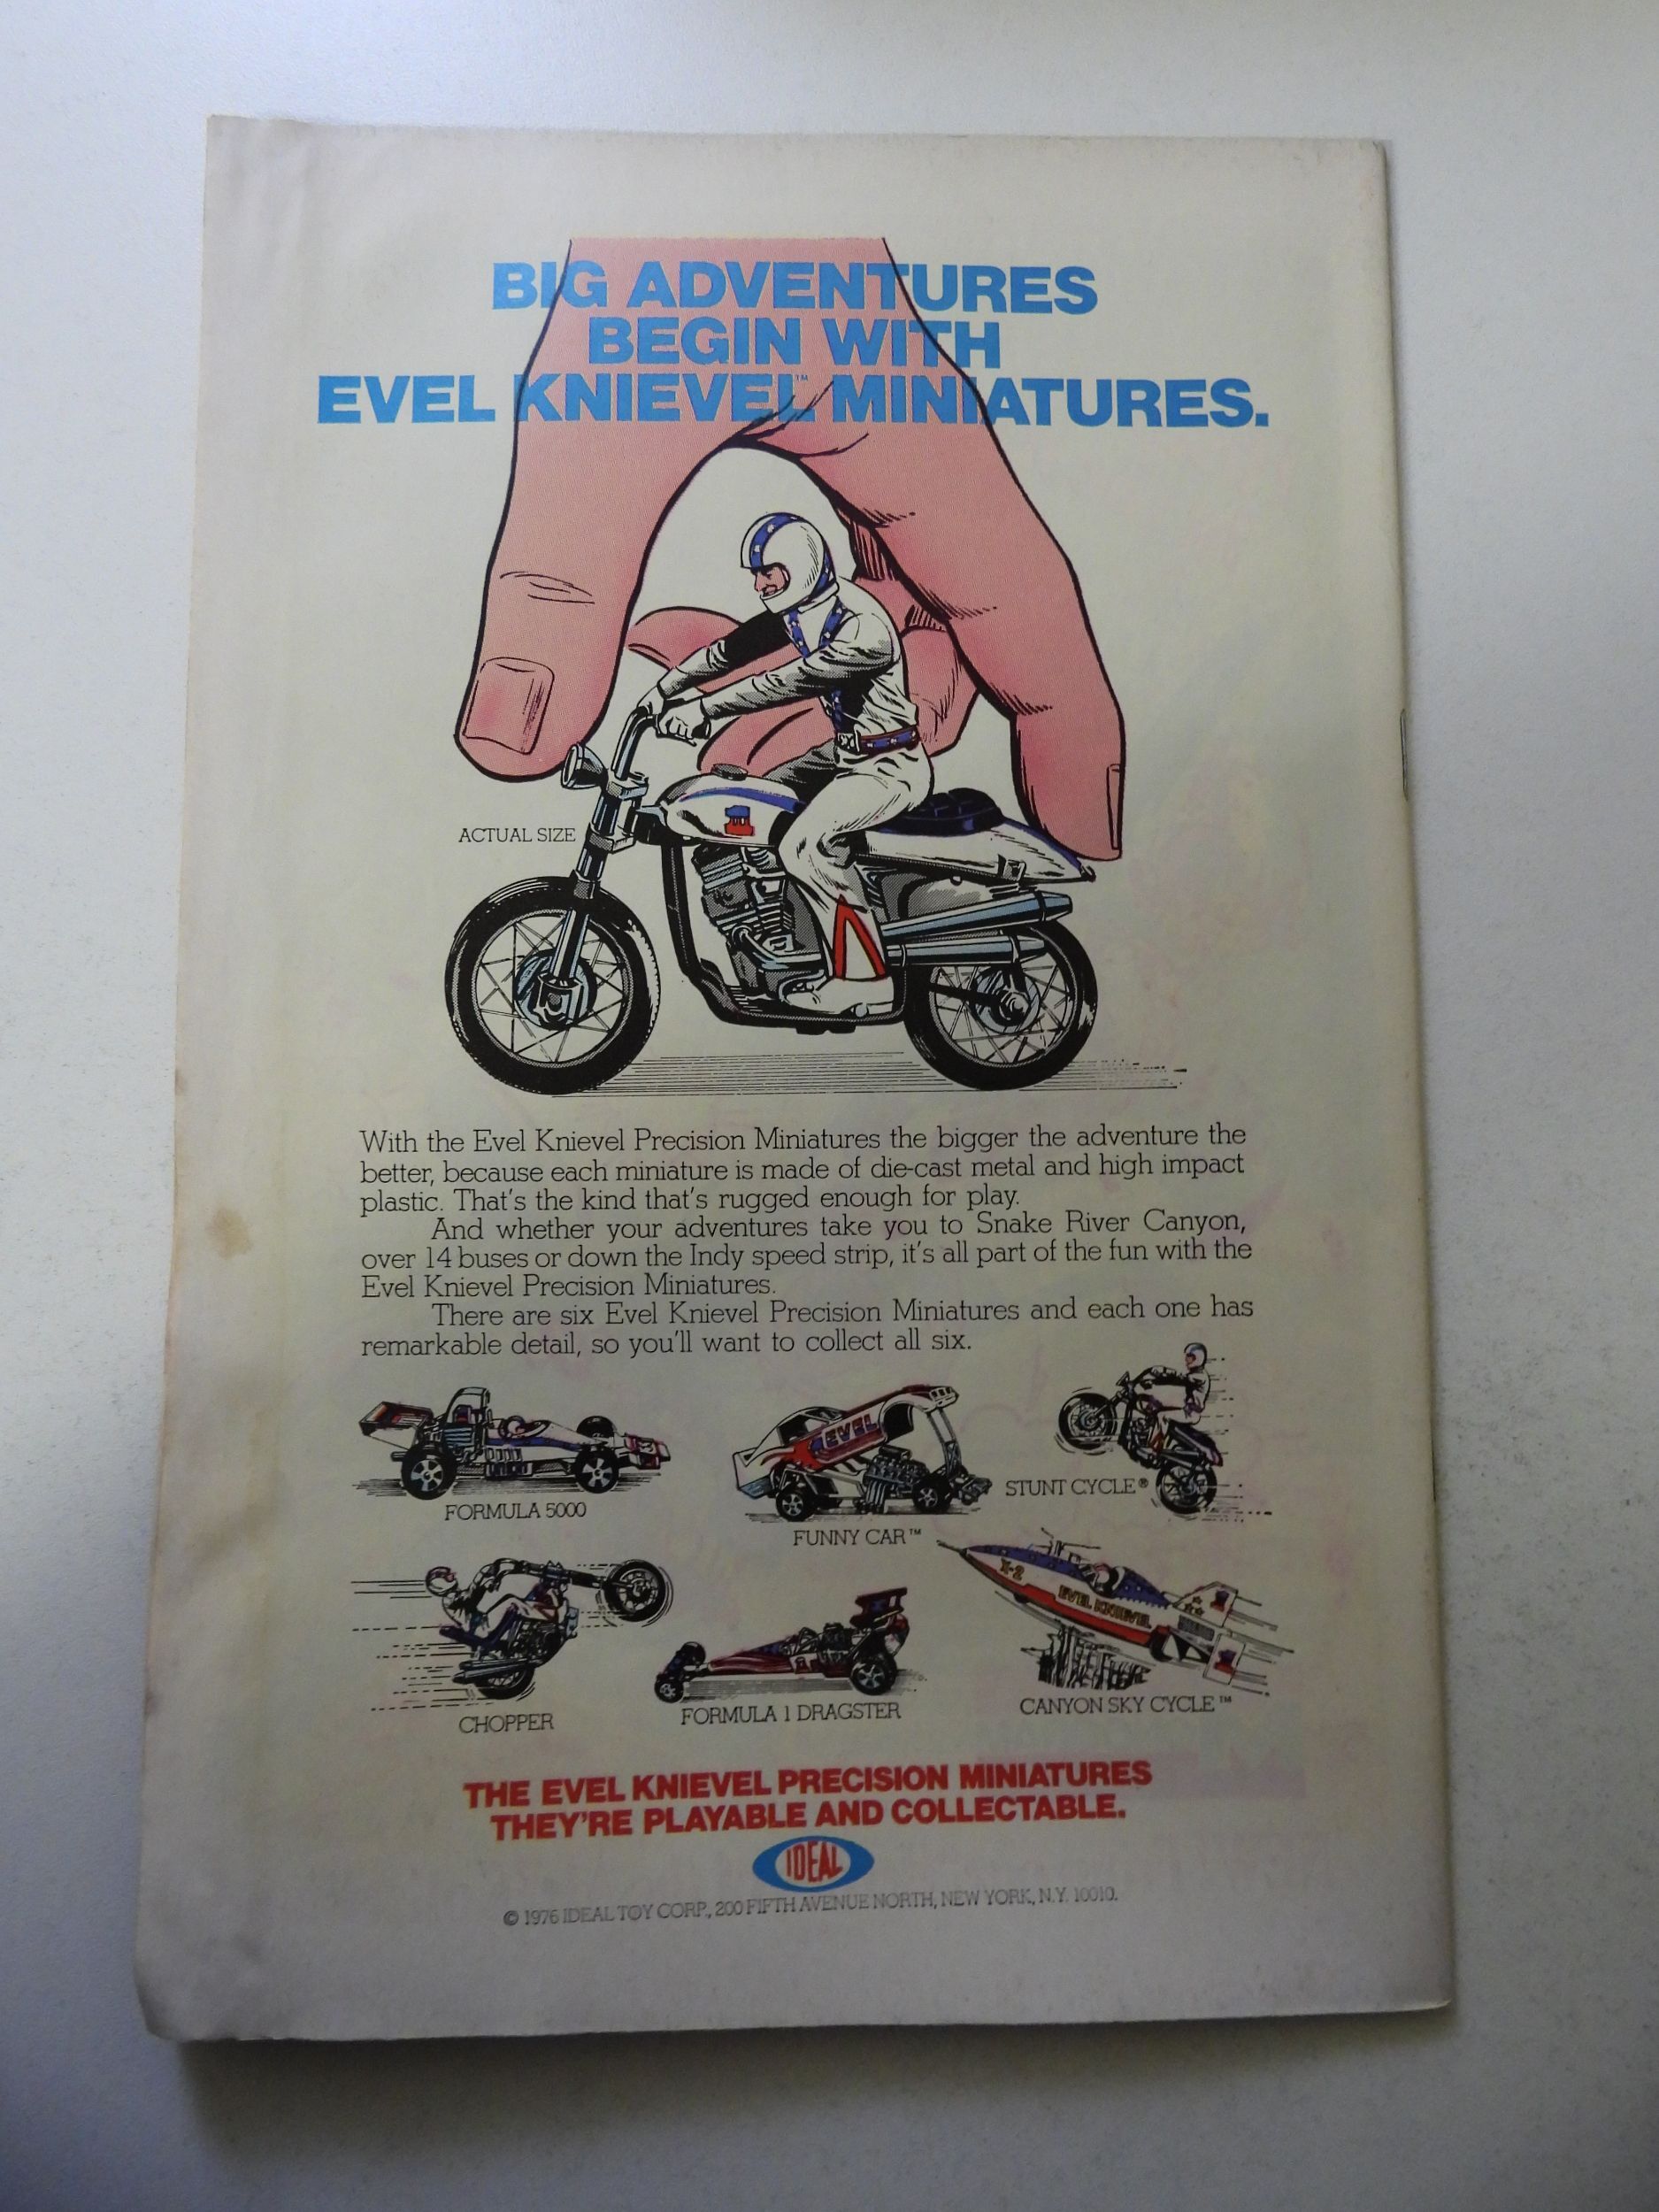 BIG ADVENTURES
BEGIN WITH
EVEL KNIEVEL™ MINIATURES.
ACTUAL SIZE
With the Evel Knievel Precision Miniatures the bigger the adventure the
better, because each miniature is made of die-cast metal and high impact
plastic. That's the kind that's rugged enough for play.
And whether your adventures take you to Snake River Canyon,
over 14 buses or down the Indy speed strip, it's all part of the fun with the
Evel Knievel Precision Miniatures.
There are six Evel Knievel Precision Miniatures and each one has
remarkable detail, so you'll want to collect all six.
FORMULA 5000
EVEL
FUNNY CAR™
STUNT CYCLE®
CHOPPER
FORMULA 1 DRAGSTER
X-2
EVEL KNIEVEL
CANYON SKY CYCLE™
THE EVEL KNIEVEL PRECISION MINIATURES
THEY'RE PLAYABLE AND COLLECTABLE.
IDEAL
© 1976 IDEAL TOY CORP., 200 FIFTH AVENUE NORTH, NEW YORK, N.Y. 10010.